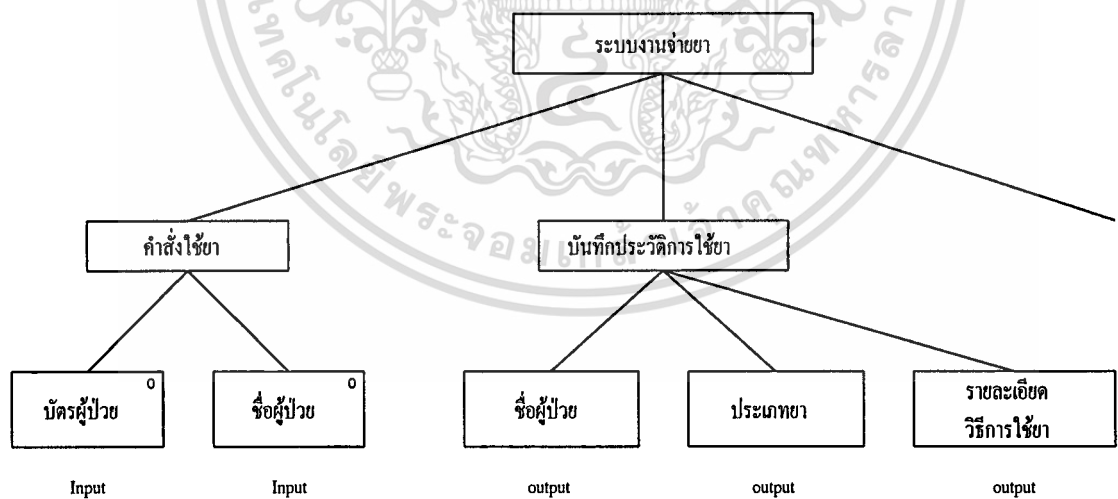 ระบบงานจ่ายยา
คำสั่งใช้ยา
บันทึกประวัติการใช้ยา
บัตรผู้ป่วย
0
ชื่อผู้ป่วย
0
ชื่อผู้ป่วย
ประเภทยา
รายละเอียด
วิธีการใช้ยา
Input
Input
output
output
output